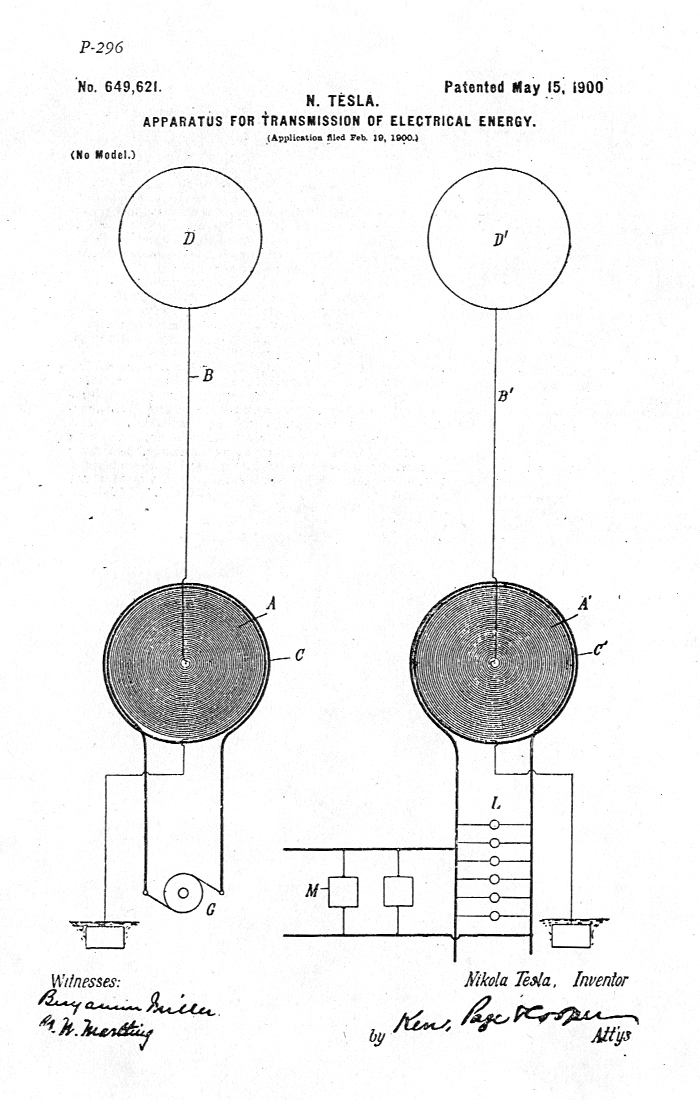 P-296
No. 649,621.
Patented May 15, 1900
N. TESLA.
APPARATUS FOR TRANSMISSION OF ELECTRICAL ENERGY.
(Application filed Feb. 19, 1900.)
(No Model.)
D
D'
B
B'
A
A'
C
C'
L
M
G
Witnesses:
Benjamin Miller.
Nikola Tesla, Inventor
by Kerr, Page & Cooper
Att'ys